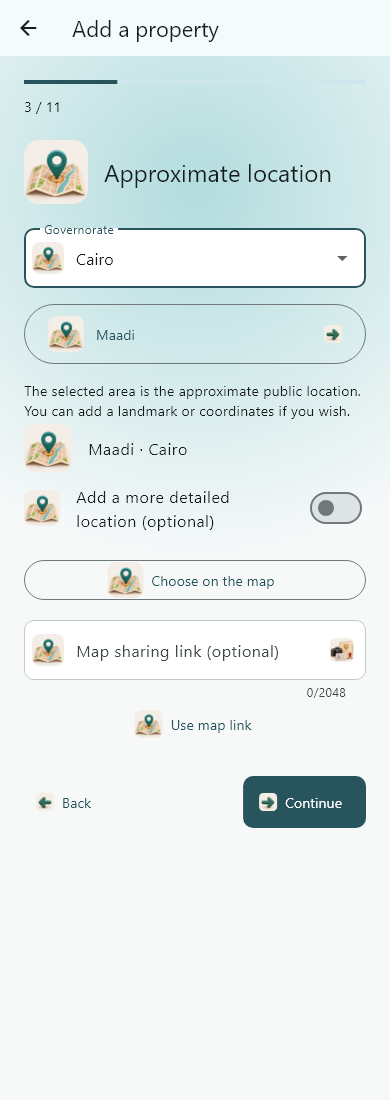 Add a property
3 / 11
Approximate location
Governorate
Cairo
Maadi
The selected area is the approximate public location.
You can add a landmark or coordinates if you wish.
Maadi · Cairo
Add a more detailed
location (optional)
Choose on the map
Map sharing link (optional)
0/2048
Use map link
Back
Continue